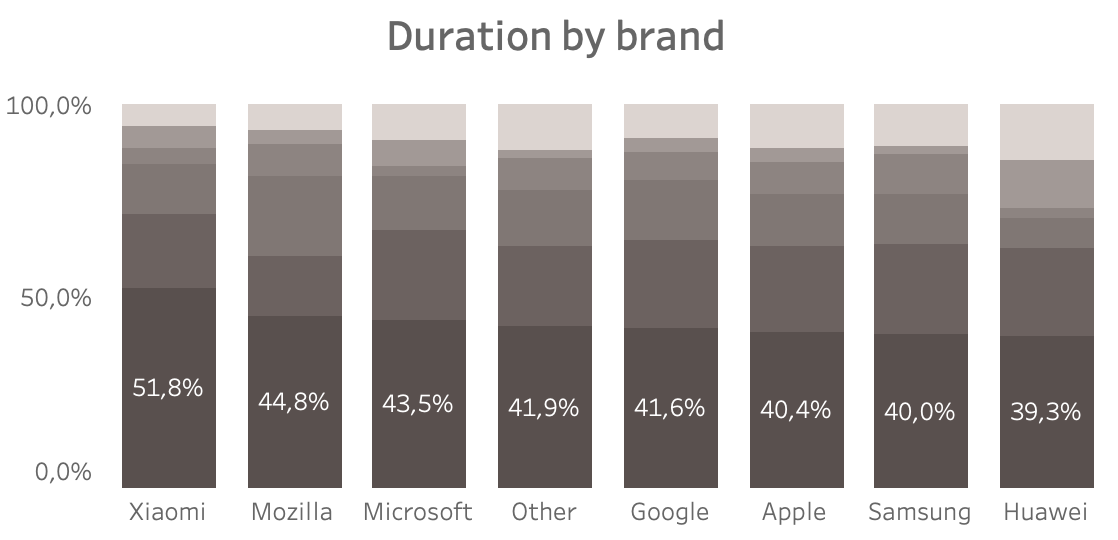 Duration by brand
100,0%
50,0%
51,8%
44,8%
43,5%
41,9%
41,6%
40,4%
40,0%
39,3%
0,0%
Xiaomi
Mozilla
Microsoft
Other
Google
Apple
Samsung
Huawei